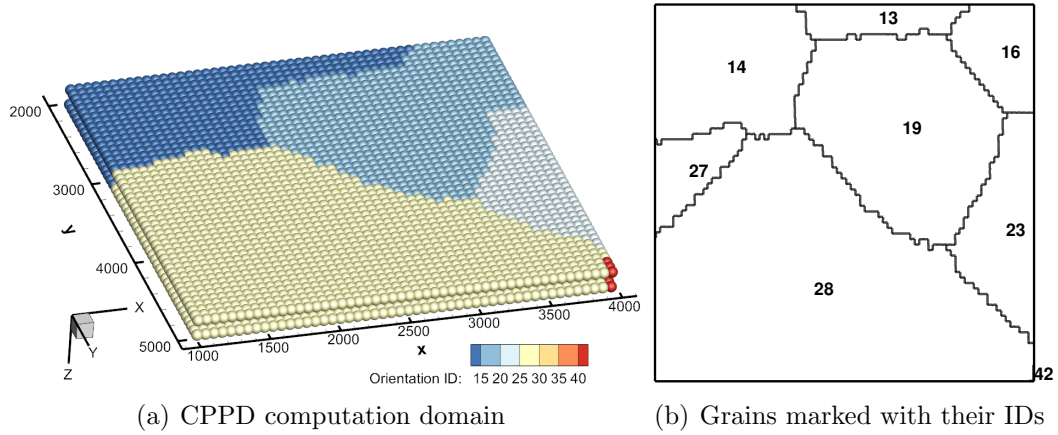 2000
3000
y
4000
5000
X
Y
Z
1000
1500
2000
2500
3000
3500
4000
x
Orientation ID: 15 20 25 30 35 40
13
16
14
19
27
23
28
42
(a) CPPD computation domain
(b) Grains marked with their IDs